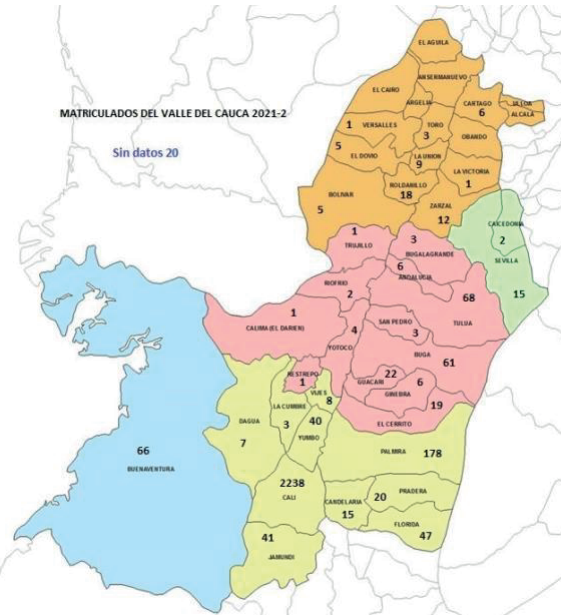 EL AGUILA
ANSERMANUEVO
EL CAIRO
ARGELIA
CARTAGO
6
ULLOA
ALCALA
MATRICULADOS DEL VALLE DEL CAUCA 2021-2
1
VERSALLES
TORO
3
OBANDO
Sin datos 20
5
EL DOVIO
LA UNION
9
LA VICTORIA
1
ROLDANILLO
18
BOLIVAR
5
ZARZAL
12
1
TRUJILLO
3
BUGALAGRANDE
CAICEDONIA
2
6
ANDALUCIA
SEVILLA
15
RIOFRIO
2
68
TULUA
1
CALIMA (EL DARIEN)
4
YOTOCO
SAN PEDRO
3
BUGA
61
RESTREPO
1
GUACARI
22
6
GINEBRA
VIJES
8
19
EL CERRITO
LA CUMBRE
3
40
YUMBO
DAGUA
7
66
BUENAVENTURA
PALMIRA
178
2238
CALI
CANDELARIA
15
20
PRADERA
FLORIDA
47
41
JAMUNDI